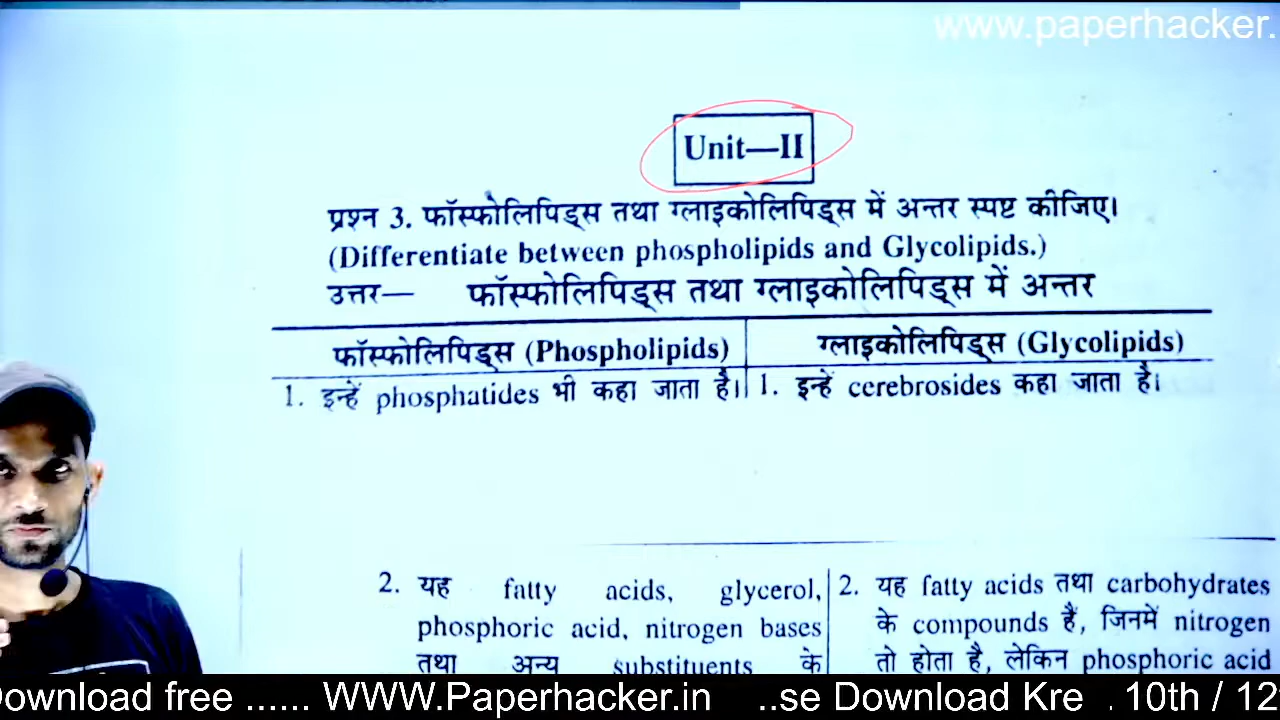 www.paperhacker.
Unit—II
प्रश्न 3. फॉस्फोलिपिड्स तथा ग्लाइकोलिपिड्स में अन्तर स्पष्ट कीजिए।
(Differentiate between phospholipids and Glycolipids.)
उत्तर— फॉस्फोलिपिड्स तथा ग्लाइकोलिपिड्स में अन्तर
फॉस्फोलिपिड्स (Phospholipids) ग्लाइकोलिपिड्स (Glycolipids)
1. इन्हें phosphatides भी कहा जाता है। 1. इन्हें cerebrosides कहा जाता है।
2. यह fatty acids, glycerol,
phosphoric acid, nitrogen bases
तथा अन्य substituents के
2. यह fatty acids तथा carbohydrates
के compounds हैं, जिनमें nitrogen
तो होता है, लेकिन phosphoric acid
Download free ...... WWW.Paperhacker.in ..se Download Kre . 10th / 12